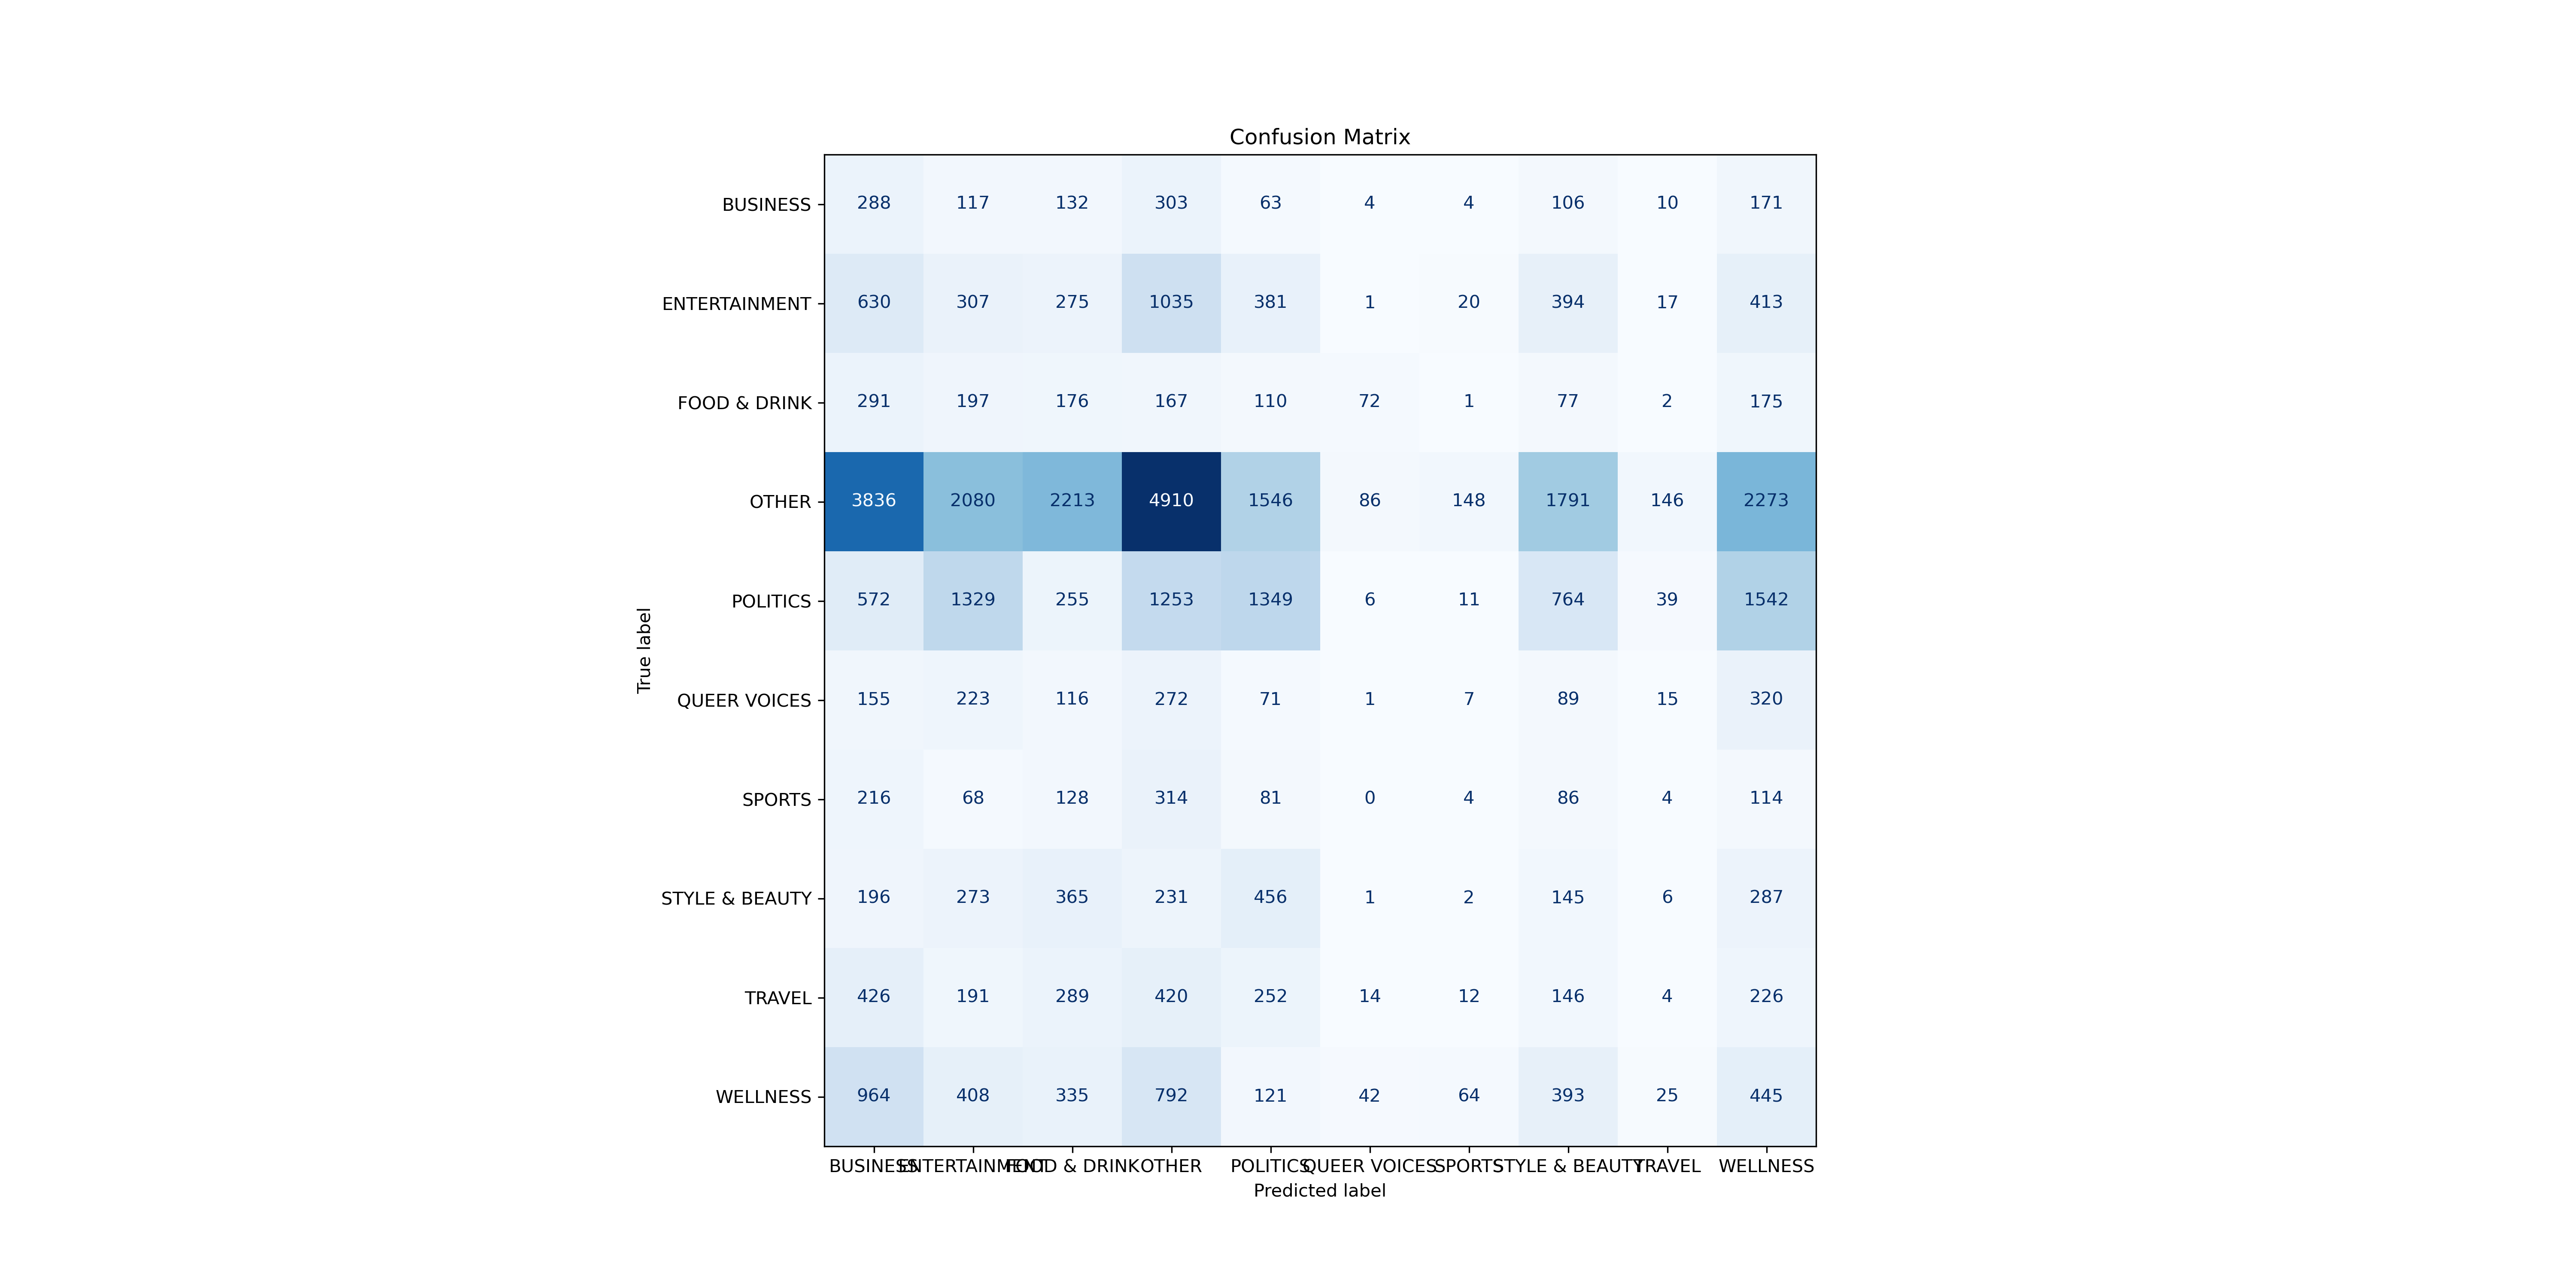 Confusion Matrix
BUSINESS 288 117 132 303 63 4 4 106 10 171
ENTERTAINMENT 630 307 275 1035 381 1 20 394 17 413
FOOD & DRINK 291 197 176 167 110 72 1 77 2 175
OTHER 3836 2080 2213 4910 1546 86 148 1791 146 2273
POLITICS 572 1329 255 1253 1349 6 11 764 39 1542
True label
QUEER VOICES 155 223 116 272 71 1 7 89 15 320
SPORTS 216 68 128 314 81 0 4 86 4 114
STYLE & BEAUTY 196 273 365 231 456 1 2 145 6 287
TRAVEL 426 191 289 420 252 14 12 146 4 226
WELLNESS 964 408 335 792 121 42 64 393 25 445
BUSINESS ENTERTAINMENT FOOD & DRINK OTHER POLITICS QUEER VOICES SPORTS STYLE & BEAUTY TRAVEL WELLNESS
Predicted label